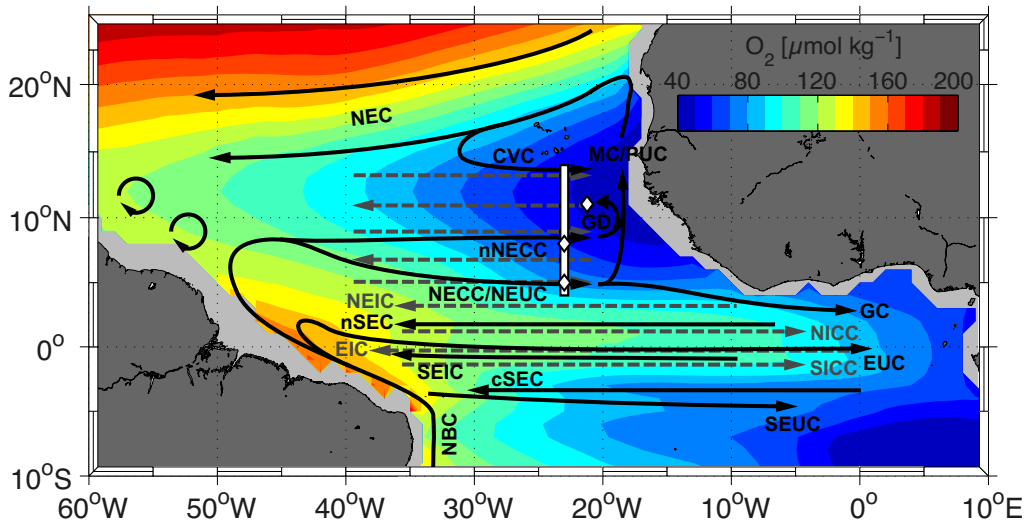 O₂ [μmol kg⁻¹]
40 80 120 160 200
20°N
10°N
0°
10°S
NEC
CVC
MC/PUC
GD
nNECC
NECC/NEUC
NEIC
GC
nSEC
NICC
EIC
EUC
SEIC
SICC
cSEC
SEUC
NBC
60°W 50°W 40°W 30°W 20°W 10°W 0° 10°E